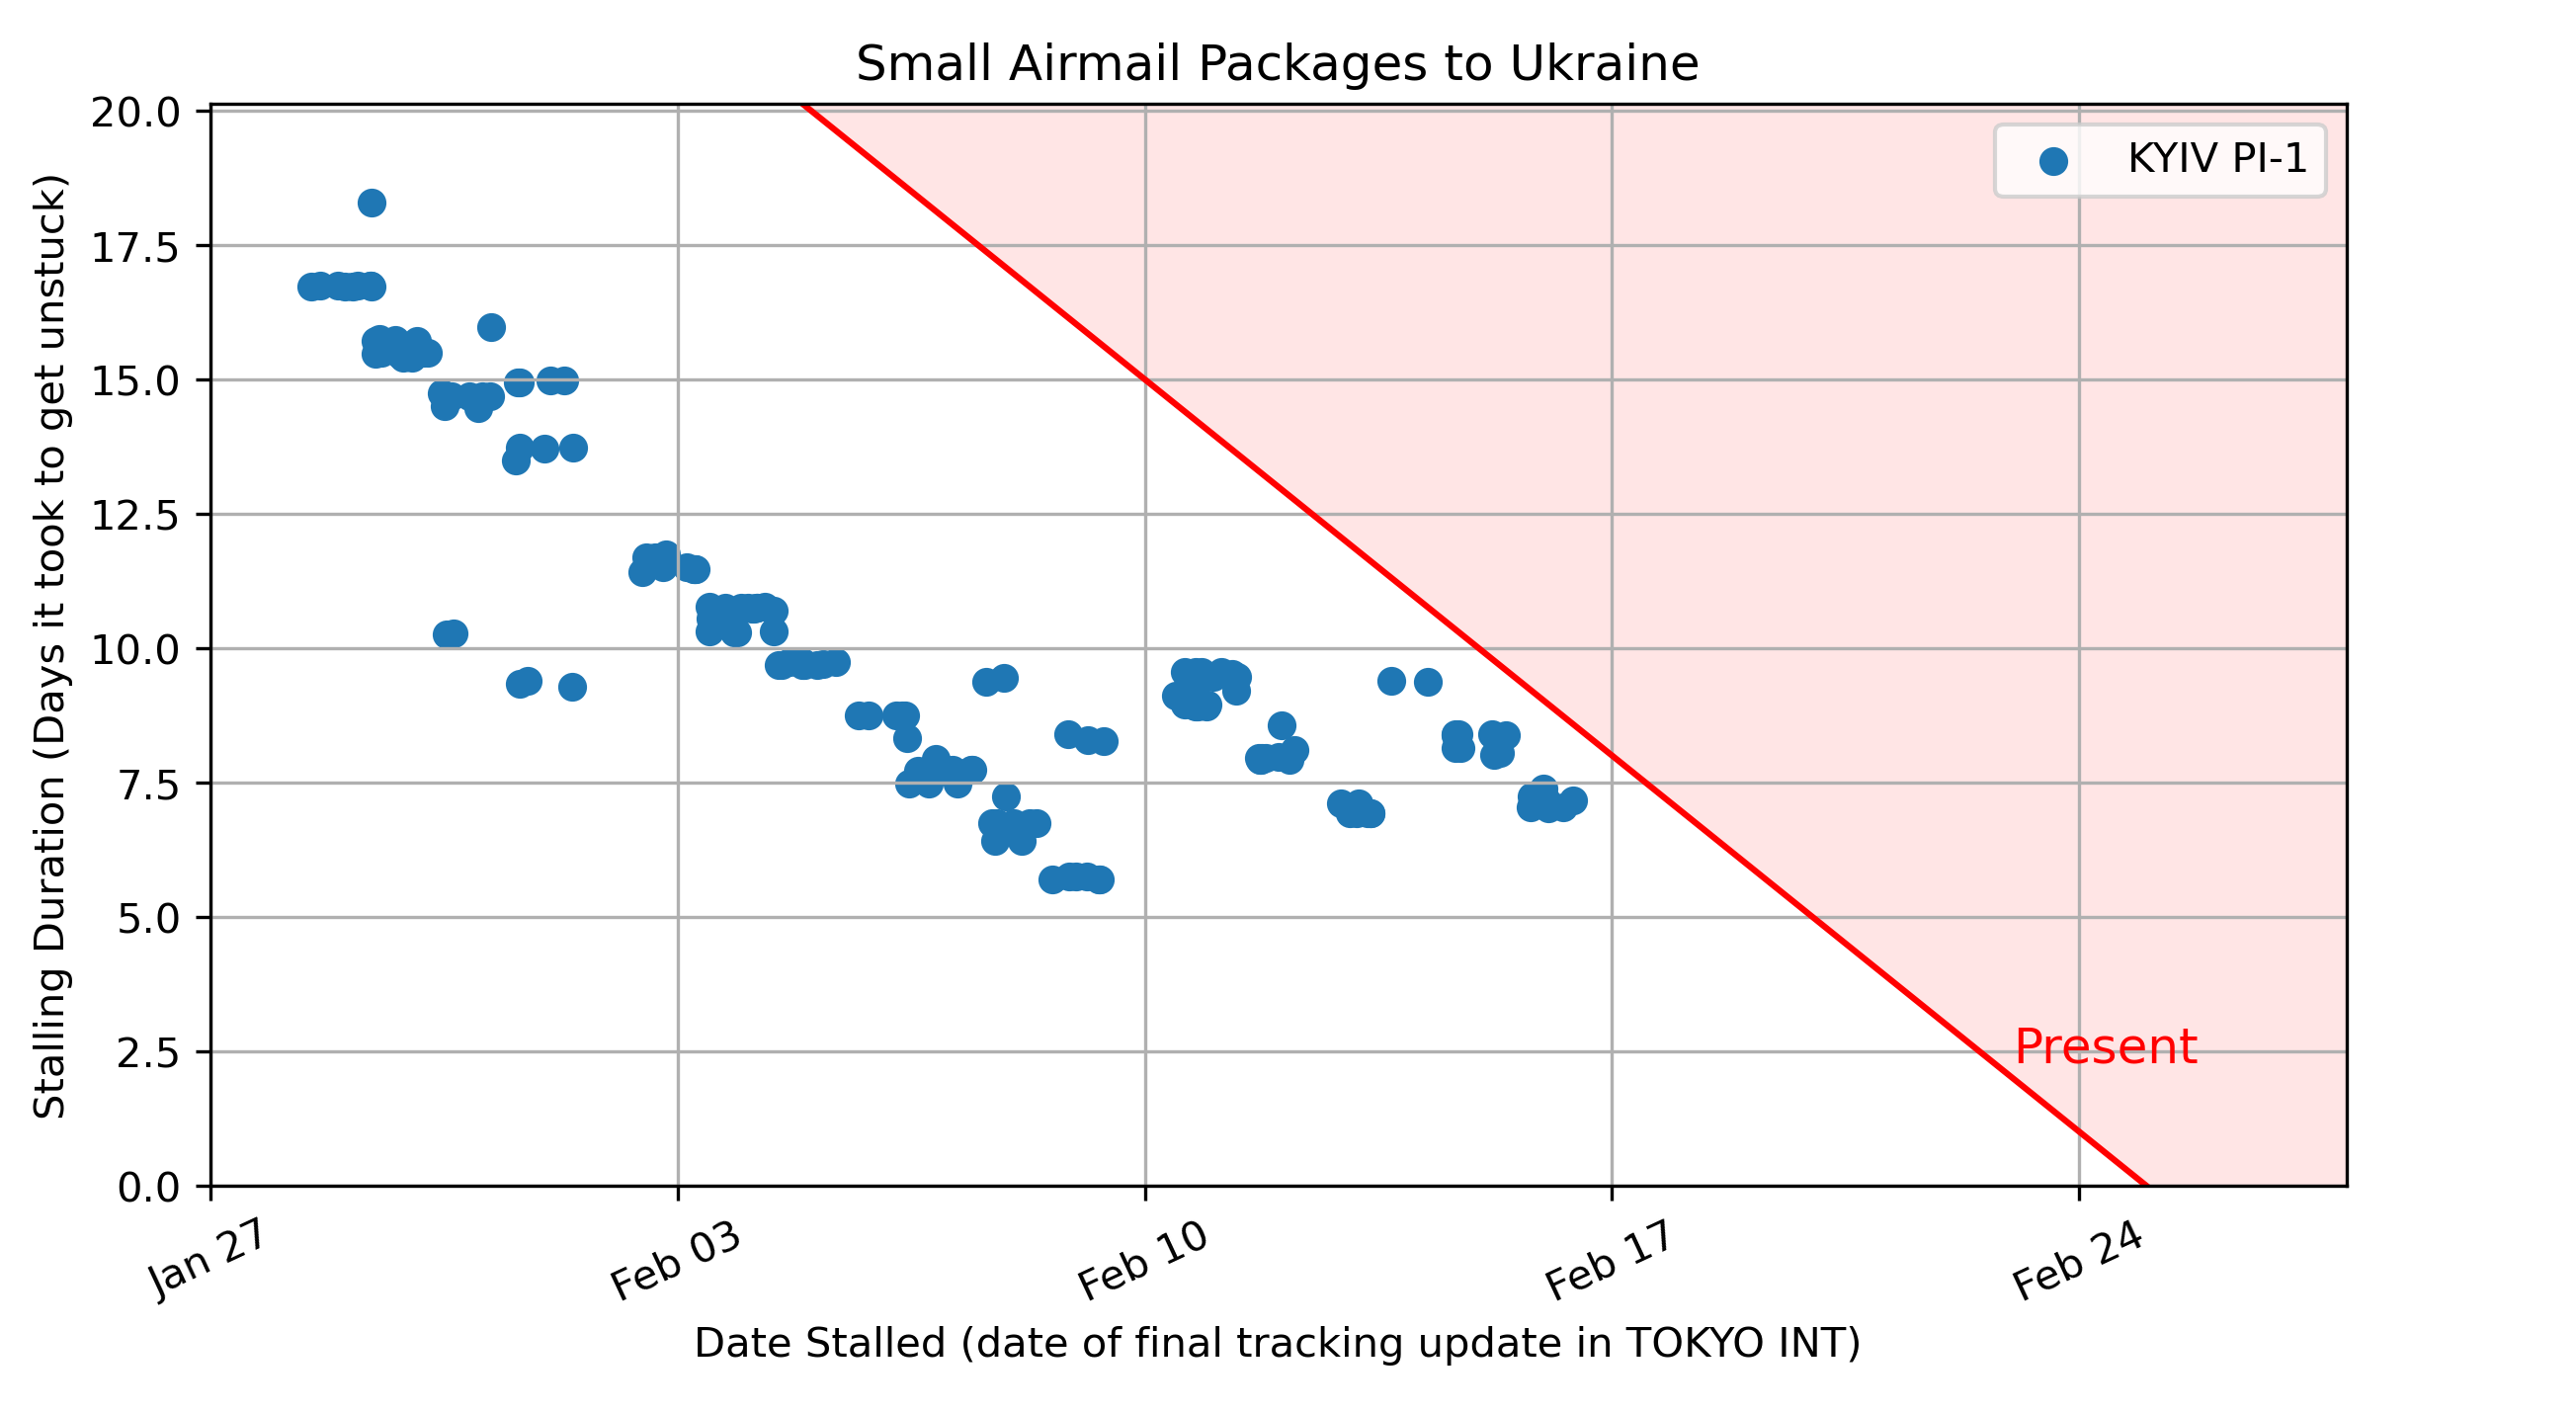 Small Airmail Packages to Ukraine
20.0
17.5
15.0
12.5
10.0
7.5
5.0
2.5
0.0
Stalling Duration (Days it took to get unstuck)
KYIV PI-1
Present
Jan 27
Feb 03
Feb 10
Feb 17
Feb 24
Date Stalled (date of final tracking update in TOKYO INT)